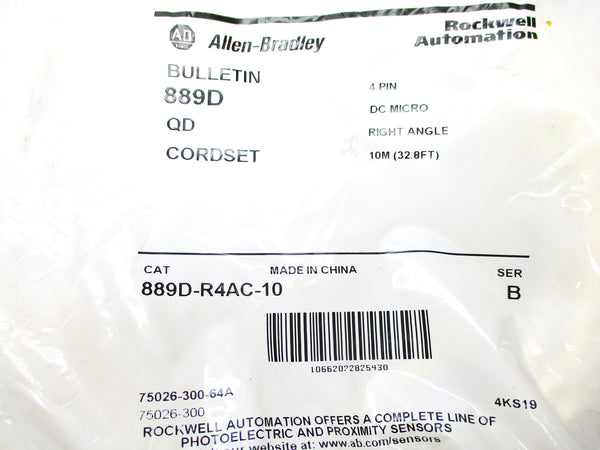 AB
Allen-Bradley
Rockwell
Automation
BULLETIN
889D
QD
CORDSET
4 PIN
DC MICRO
RIGHT ANGLE
10M (32.8FT)
CAT
MADE IN CHINA
SER
889D-R4AC-10
B
10662072825430
75026-300-64A
75026-300
4KS19
ROCKWELL AUTOMATION OFFERS A COMPLETE LINE OF
PHOTOELECTRIC AND PROXIMITY SENSORS
our website: at www.ab.com/sensors